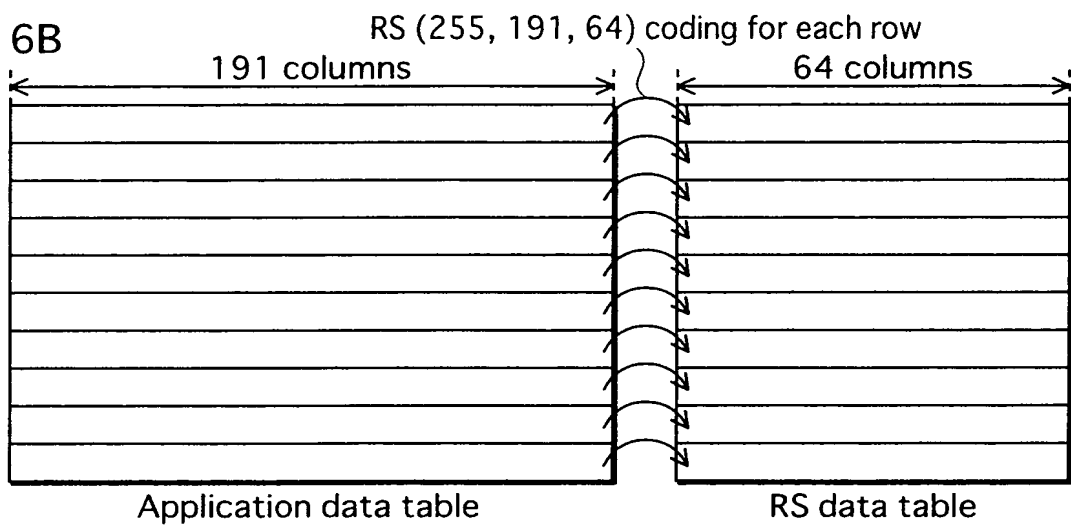 6B
RS (255, 191, 64) coding for each row
191 columns
64 columns
Application data table
RS data table